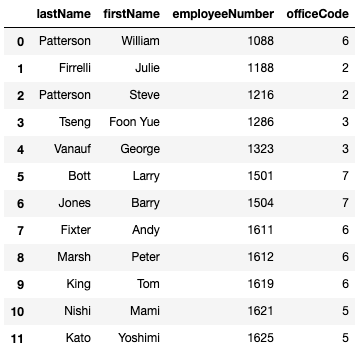 lastName firstName employeeNumber officeCode
0 Patterson William 1088 6
1 Firrelli Julie 1188 2
2 Patterson Steve 1216 2
3 Tseng Foon Yue 1286 3
4 Vanauf George 1323 3
5 Bott Larry 1501 7
6 Jones Barry 1504 7
7 Fixter Andy 1611 6
8 Marsh Peter 1612 6
9 King Tom 1619 6
10 Nishi Mami 1621 5
11 Kato Yoshimi 1625 5